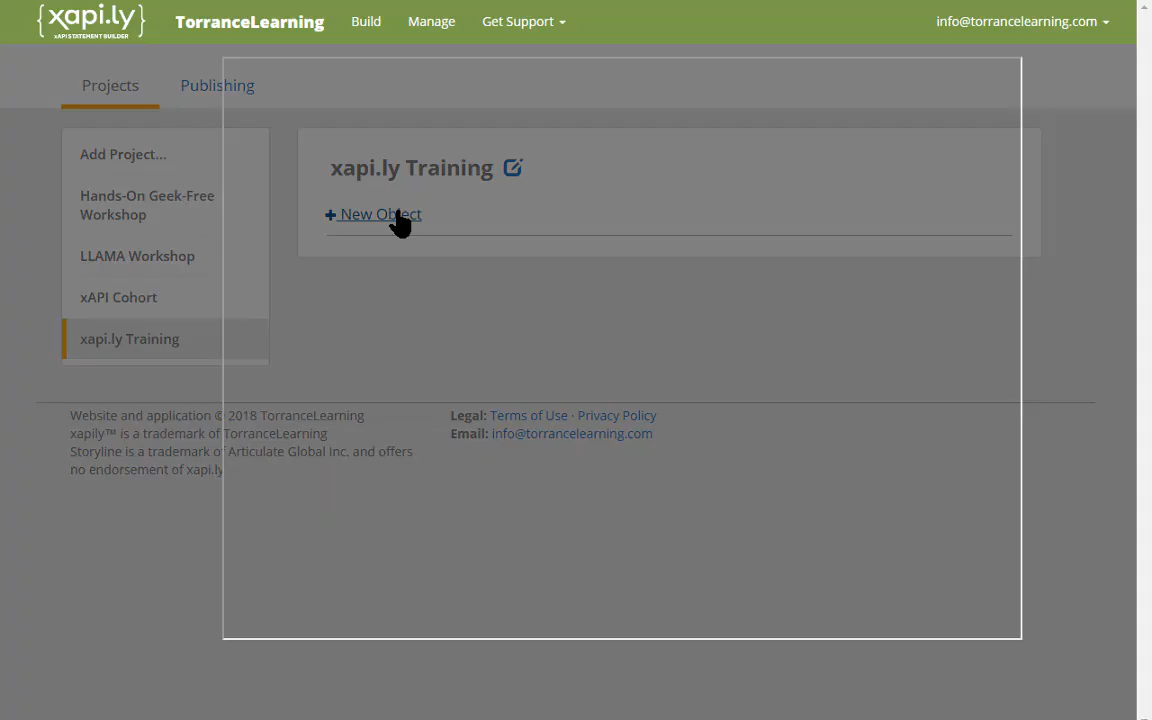 {xapi.ly}
xAPI STATEMENT BUILDER
TorranceLearning
Build
Manage
Get Support
info@torrancelearning.com
Projects
Publishing
Add Project...
Hands-On Geek-Free
Workshop
LLAMA Workshop
xAPI Cohort
xapi.ly Training
xapi.ly Training
+ New Object
Website and application © 2018 TorranceLearning
xapily™ is a trademark of TorranceLearning
Storyline is a trademark of Articulate Global Inc. and offers
no endorsement of xapi.ly
Legal: Terms of Use · Privacy Policy
Email: info@torrancelearning.com